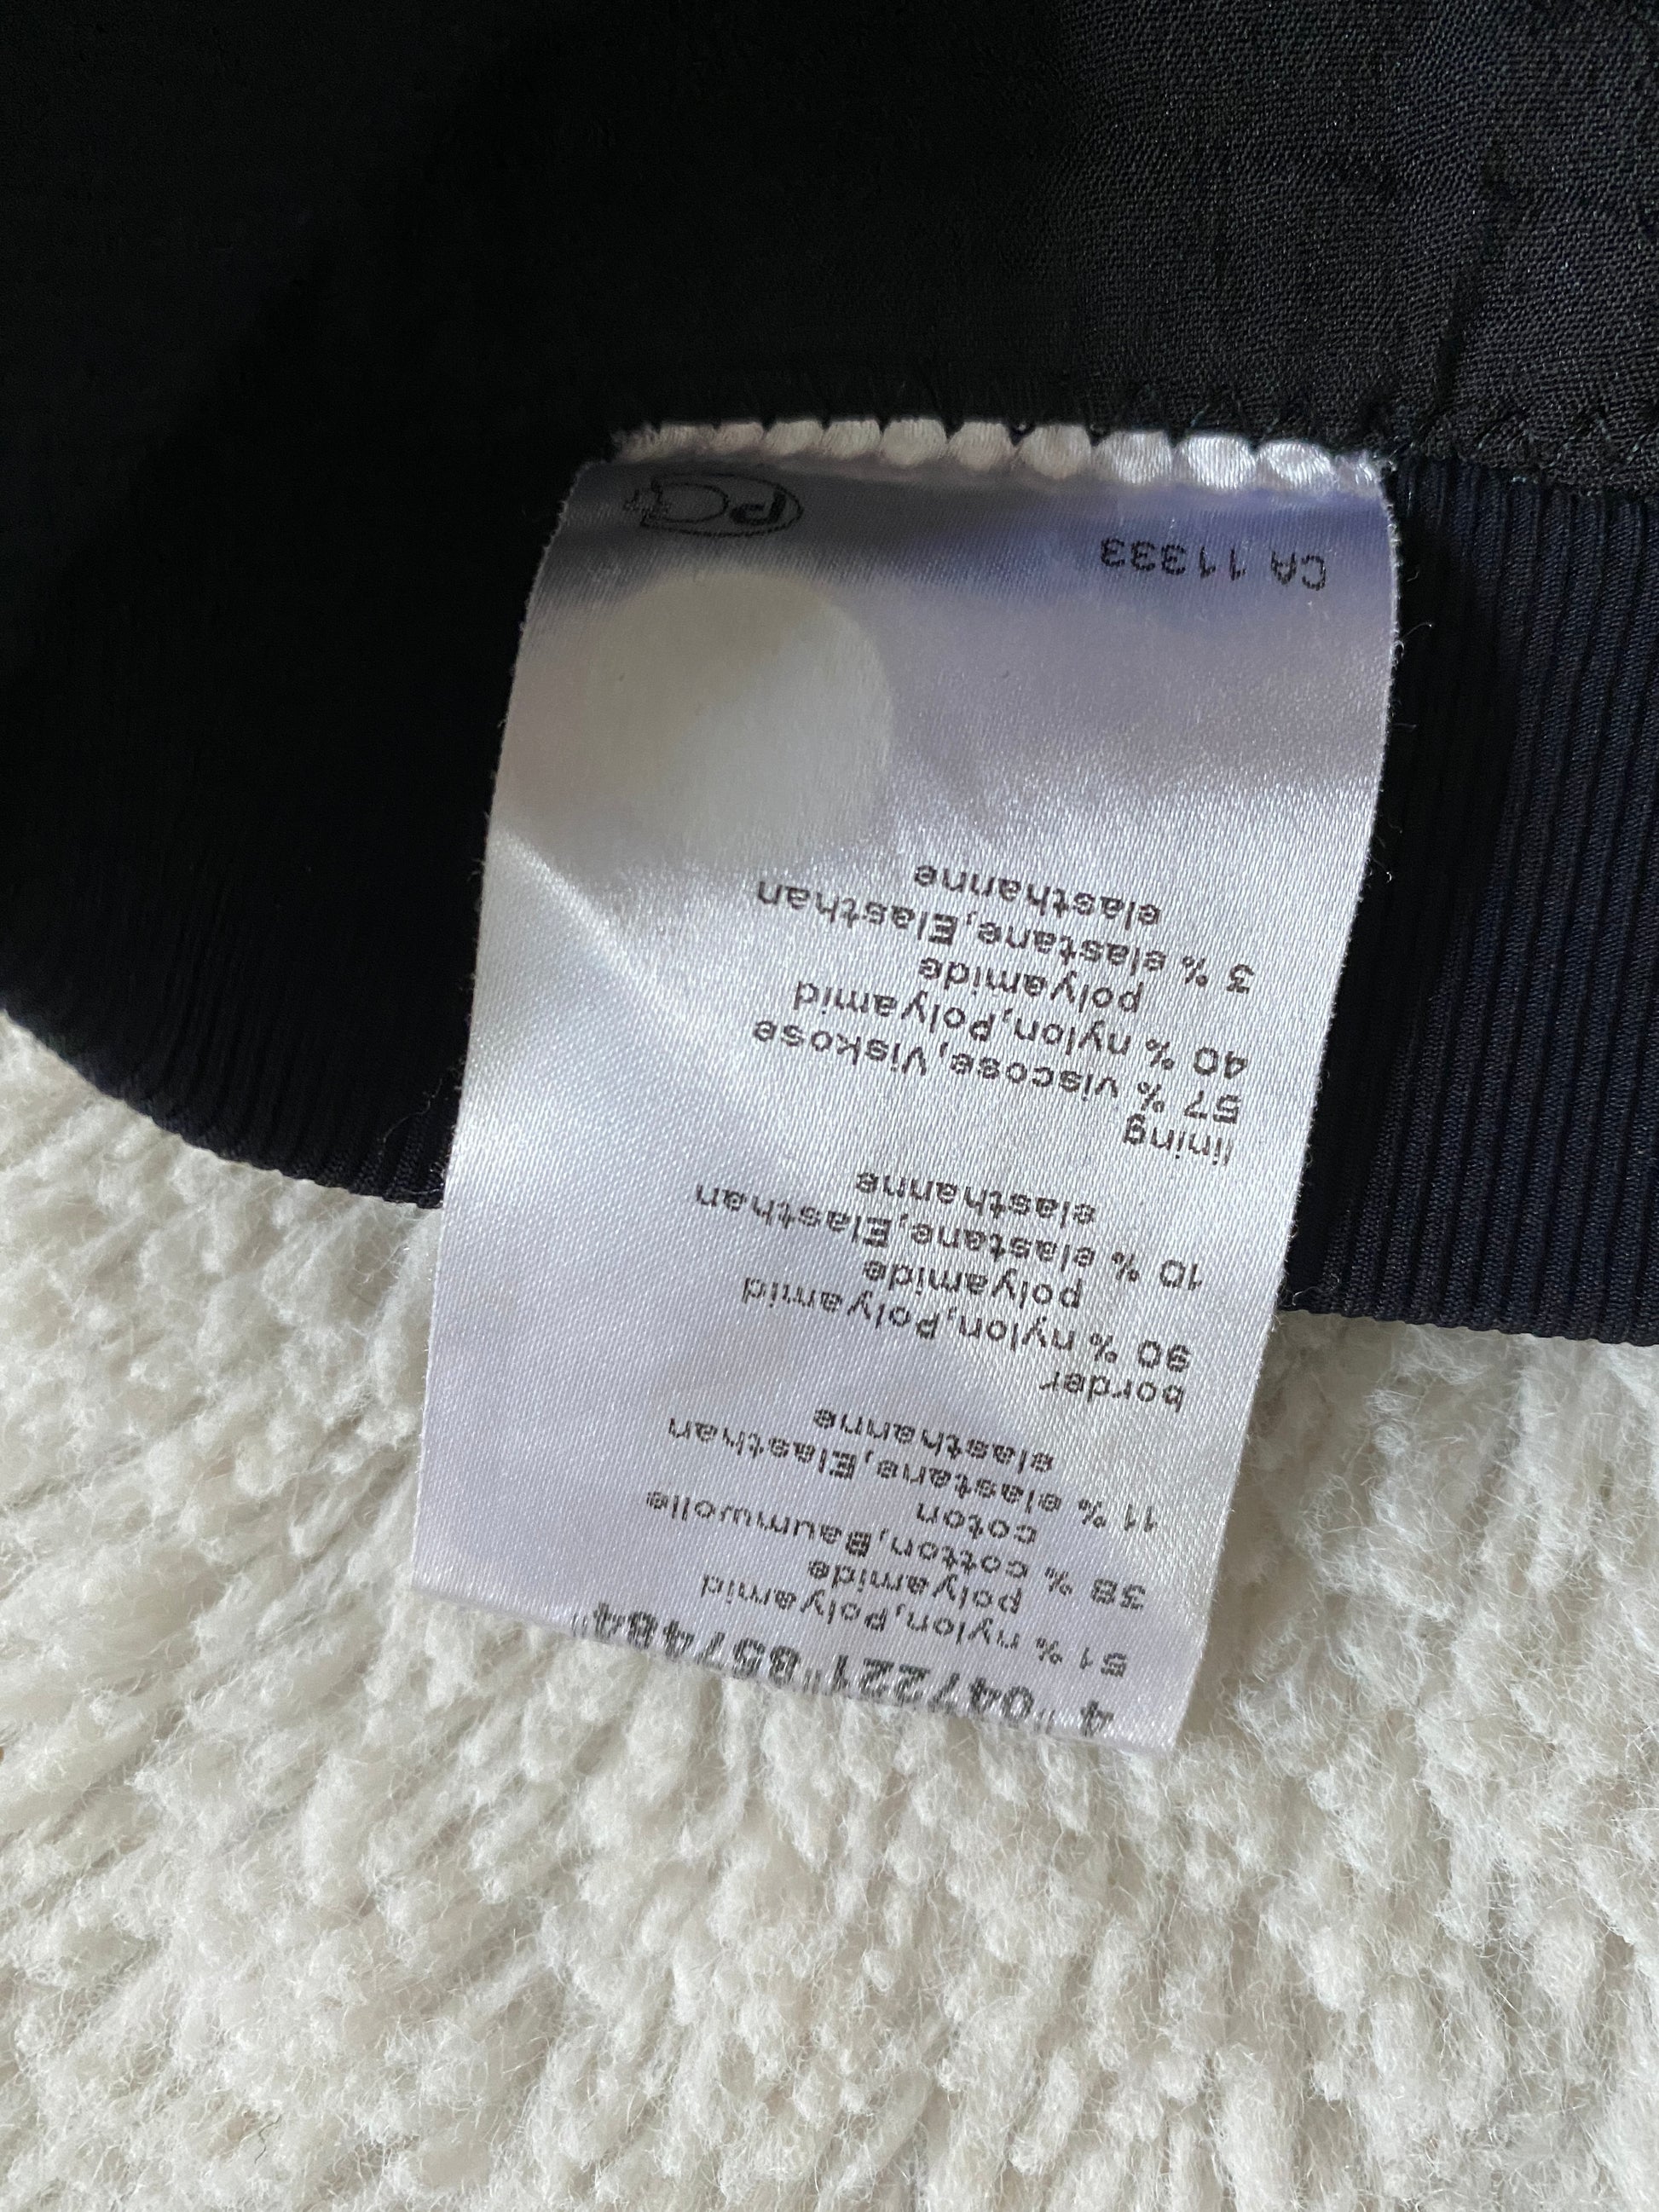 4 "047221"857484"
51 % nylon,Polyamid
polyamide
38 % cotton,Baumwolle
coton
11 % elastane,Elasthan
elasthanne
border
90 % nylon,Polyamid
polyamide
10 % elastane,Elasthan
elasthanne
lining
57 % viscose,Viskose
40 % nylon,Polyamid
polyamide
3 % elastane,Elasthan
elasthanne
CA 11333